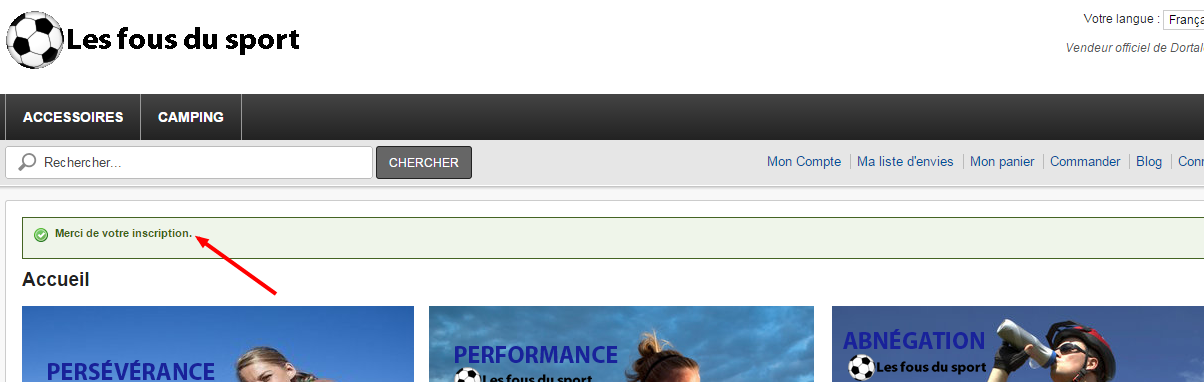 Votre langue : França
Les fous du sport
Vendeur officiel de Dortal
ACCESSOIRES CAMPING
Rechercher... CHERCHER Mon Compte Ma liste d'envies Mon panier Commander Blog Conn
Merci de votre inscription.
Accueil
PERSÉVÉRANCE
PERFORMANCE
Les fous du sport
ABNÉGATION
Les fous du sport